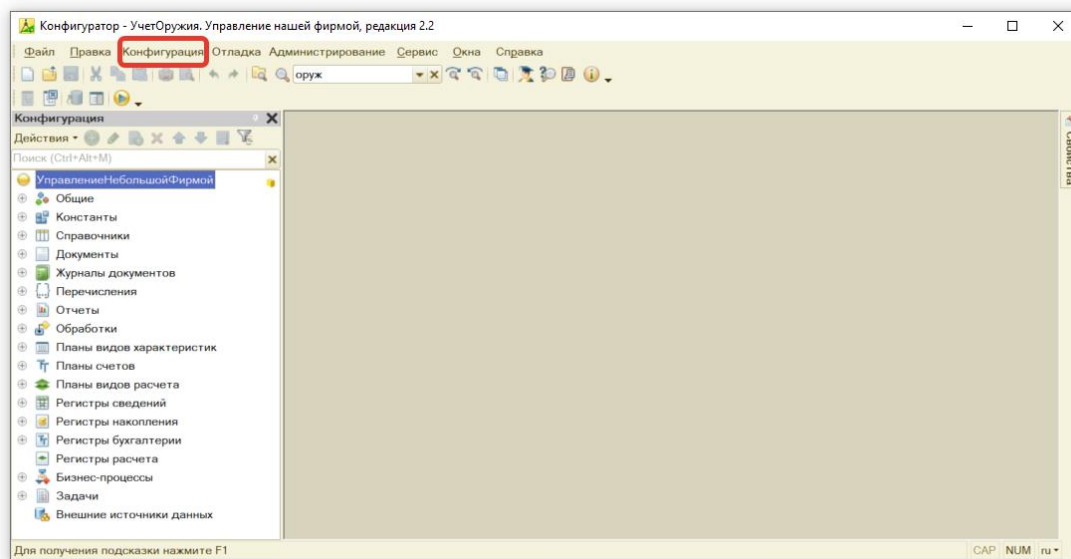 Конфигуратор - УчетОружия. Управление нашей фирмой, редакция 2.2
Файл Правка Конфигурация Отладка Администрирование Сервис Окна Справка
оруж
Конфигурация
Действия
Поиск (Ctrl+Alt+M)
УправлениеНебольшойФирмой
Общие
Константы
Справочники
Документы
Журналы документов
Перечисления
Отчеты
Обработки
Планы видов характеристик
Планы счетов
Планы видов расчета
Регистры сведений
Регистры накопления
Регистры бухгалтерии
Регистры расчета
Бизнес-процессы
Задачи
Внешние источники данных
Свойства
Для получения подсказки нажмите F1
CAP NUM ru